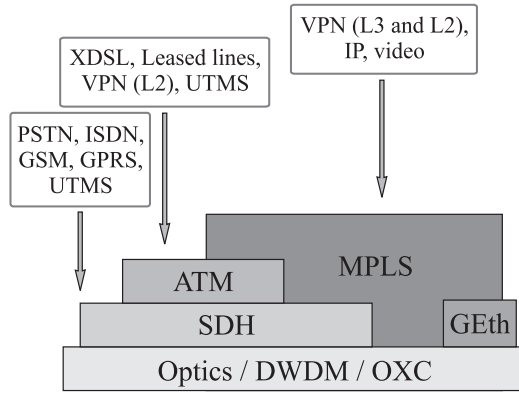 VPN (L3 and L2),
IP, video
XDSL, Leased lines,
VPN (L2), UTMS
PSTN, ISDN,
GSM, GPRS,
UTMS
MPLS
ATM
SDH
GEth
Optics / DWDM / OXC